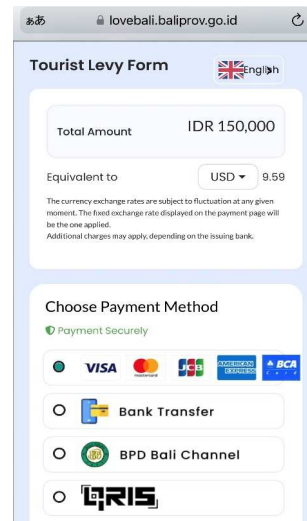 ぁあ lovebali.baliprov.go.id
Tourist Levy Form English
Total Amount IDR 150,000
Equivalent to USD 9.59
The currency exchange rates are subject to fluctuation at any given
moment. The fixed exchange rate displayed on the payment page will
be the one applied.
Additional charges may apply, depending on the issuing bank.
Choose Payment Method
Payment Securely
VISA mastercard JCB AMERICAN EXPRESS BCA
Bank Transfer
BPD Bali Channel
QRIS